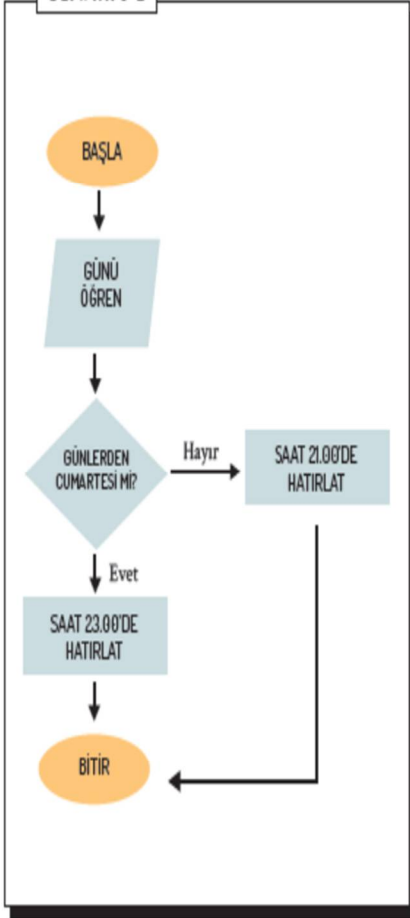 BAŞLA
GÜNÜ
ÖĞREN
GÜNLERDEN
CUMARTESİ Mİ?
Hayır
SAAT 21.00'DE
HATIRLAT
Evet
SAAT 23.00'DE
HATIRLAT
BİTİR